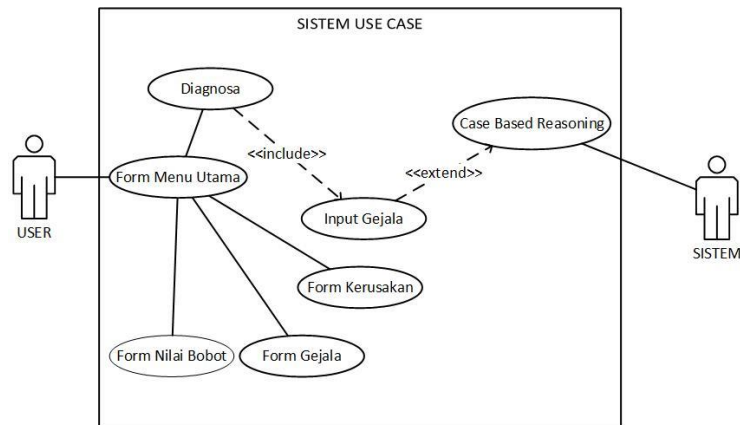 SISTEM USE CASE
Diagnosa
Case Based Reasoning
<<include>>
<<extend>>
Form Menu Utama
Input Gejala
USER
SISTEM
Form Kerusakan
Form Nilai Bobot
Form Gejala